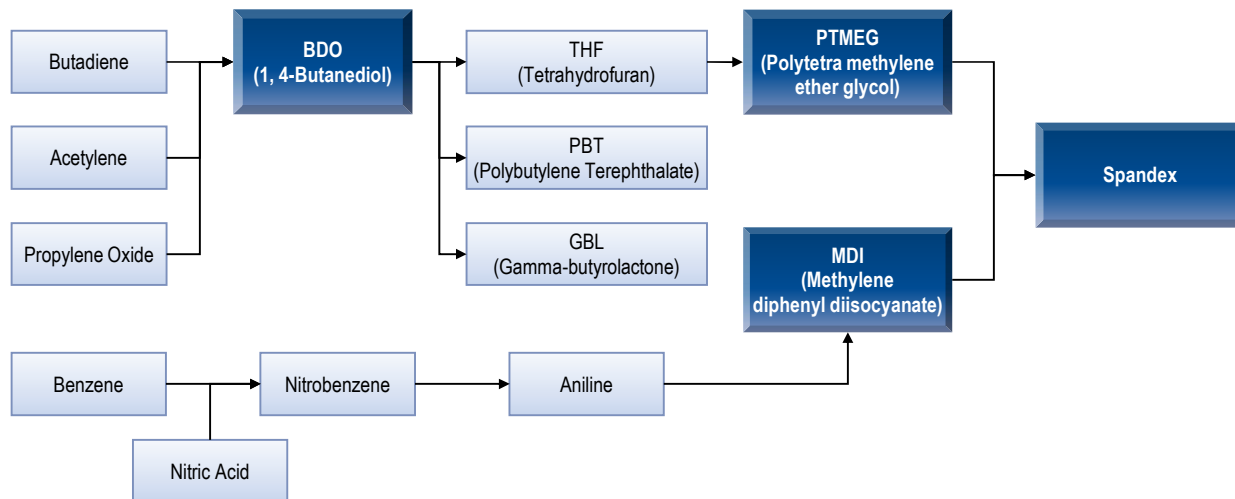 Butadiene
BDO
(1, 4-Butanediol)
THF
(Tetrahydrofuran)
PTMEG
(Polytetra methylene
ether glycol)
Acetylene
PBT
(Polybutylene Terephthalate)
Spandex
Propylene Oxide
GBL
(Gamma-butyrolactone)
MDI
(Methylene
diphenyl diisocyanate)
Benzene
Nitrobenzene
Aniline
Nitric Acid